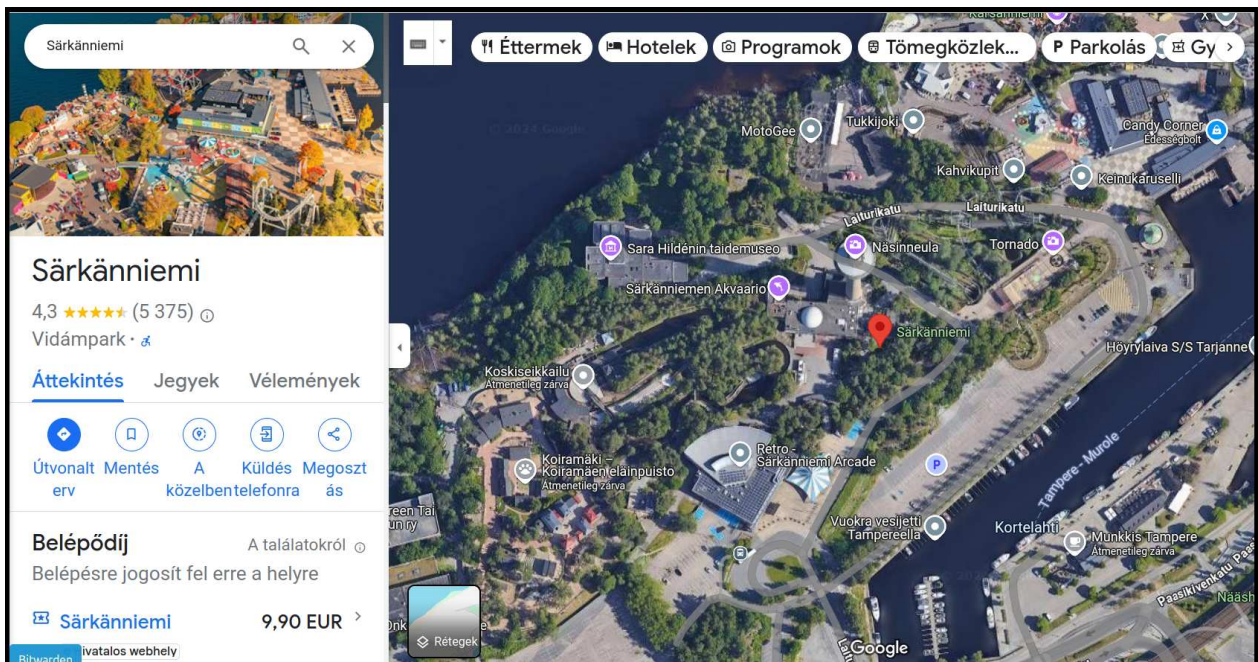 Särkänniemi
Särkänniemi
4,3 (5 375)
Vidámpark ·
Áttekintés Jegyek Vélemények
Útvonalt
erv
Mentés
A
közelben
Küldés
telefonra
Megoszt
ás
Belépődíj
A találatokról
Belépésre jogosít fel erre a helyre
Särkänniemi
9,90 EUR
ivatalos webhely
Bitwarden
Éttermek
Hotelek
Programok
Tömegközlek...
P Parkolás
Gy
© 2024 Google
MotoGee
Tukkijoki
Candy Corner
Édességbolt
Kahvikupit
Keinukaruselli
Laiturikatu
Laiturikatu
Sara Hildénin taidemuseo
Näsinneula
Tornado
Särkänniemen Akvaario
Särkänniemi
Höyrylaiva S/S Tarjanne
Koskiseikkailu
Átmenetileg zárva
Koiramäki –
Koiramäen eläinpuisto
Átmenetileg zárva
Retro -
Särkänniemi Arcade
P
Tampere - Murole
Vuokra vesijetti
Tampereella
Kortelahti
Munkkis Tampere
Átmenetileg zárva
Paasikivenkatu
Rétegek
Google